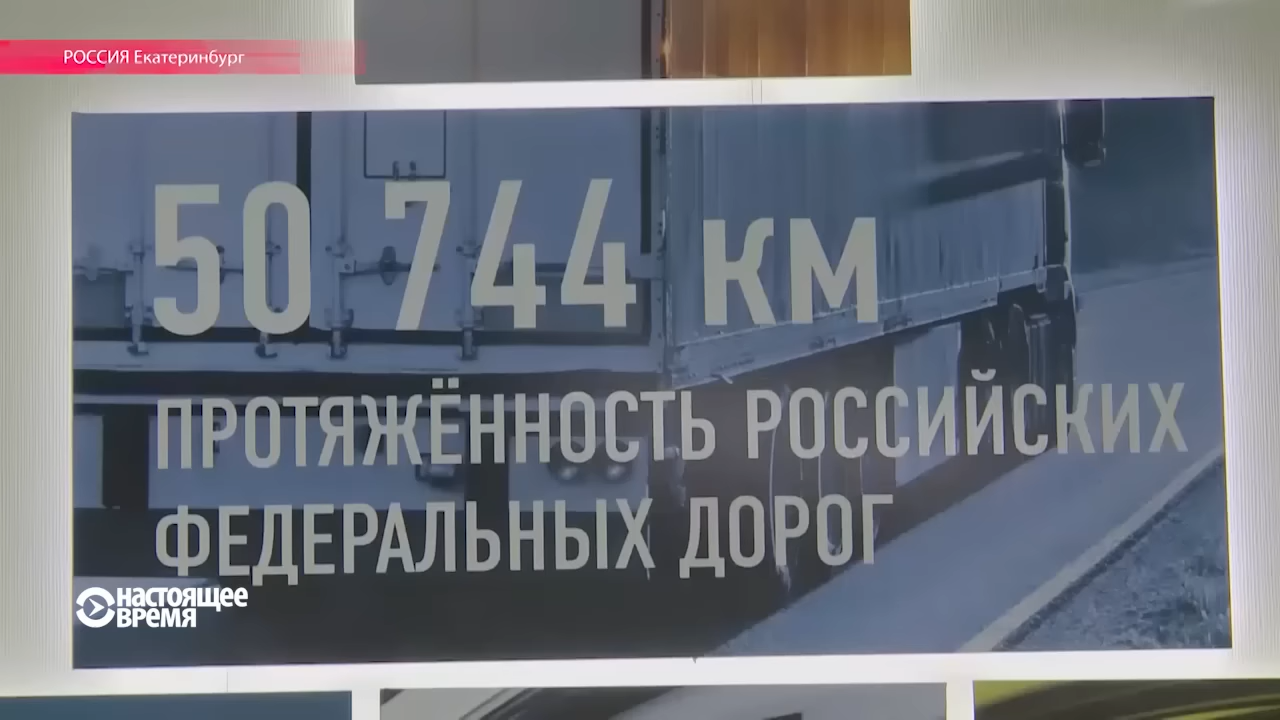 РОССИЯ Екатеринбург
50 744 км
ПРОТЯЖЁННОСТЬ РОССИЙСКИХ
ФЕДЕРАЛЬНЫХ ДОРОГ
НАСТОЯЩЕЕ
ВРЕМЯ